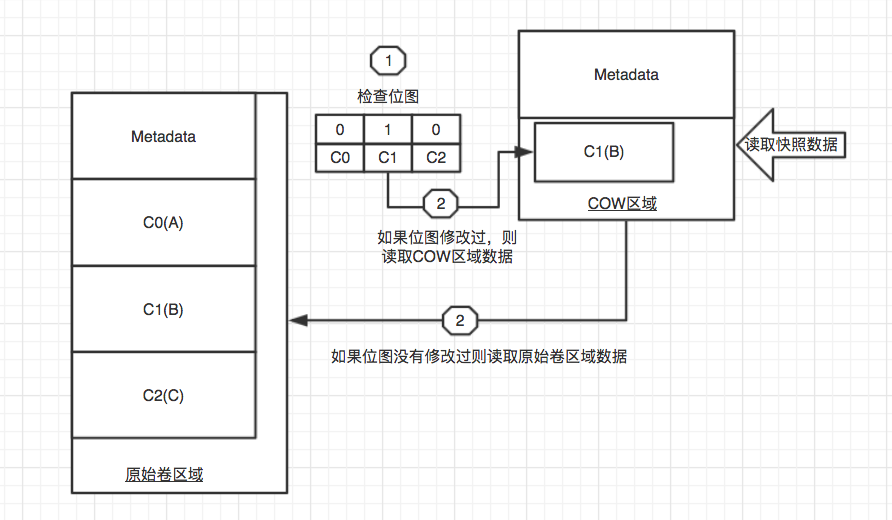 Metadata
C0(A)
C1(B)
C2(C)
原始卷区域
1
检查位图
0 1 0
C0 C1 C2
2
如果位图修改过，则
读取COW区域数据
Metadata
C1(B)
COW区域
读取快照数据
2
如果位图没有修改过则读取原始卷区域数据